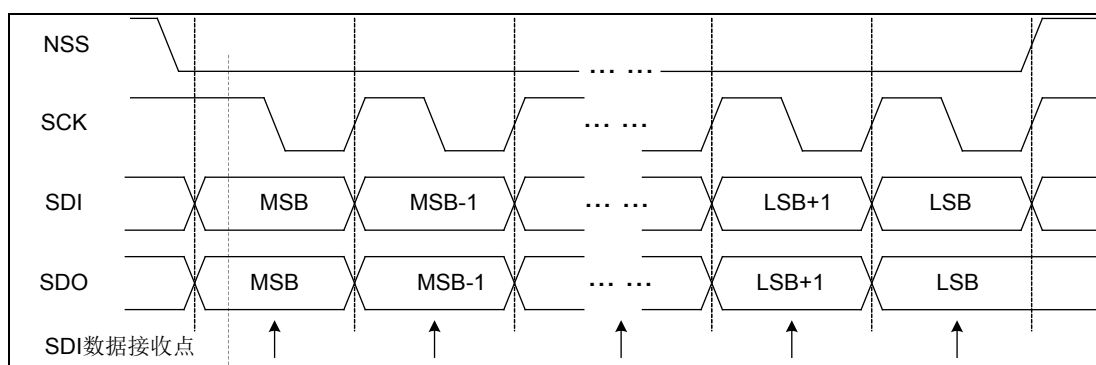 NSS
... ...
SCK
... ...
SDI MSB MSB-1 ... ... LSB+1 LSB
SDO MSB MSB-1 ... ... LSB+1 LSB
SDI数据接收点